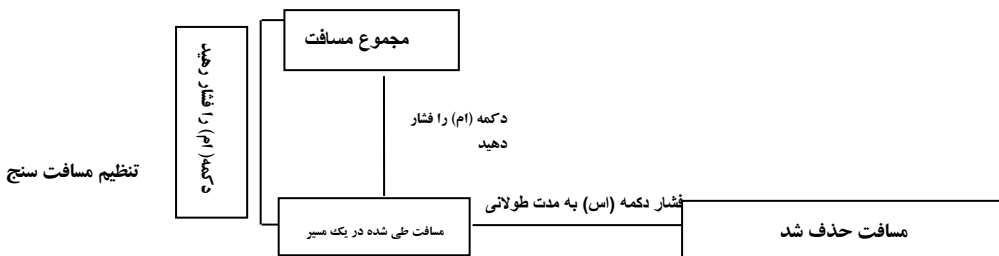 مجموع مسافت
دکمه( ام) را فشار رهید
دکمه (ام) را فشار
دهید
تنظیم مسافت سنج
فشار دکمه (اس) به مدت طولانی
مسافت طی شده در یک مسیر
مسافت حذف شد